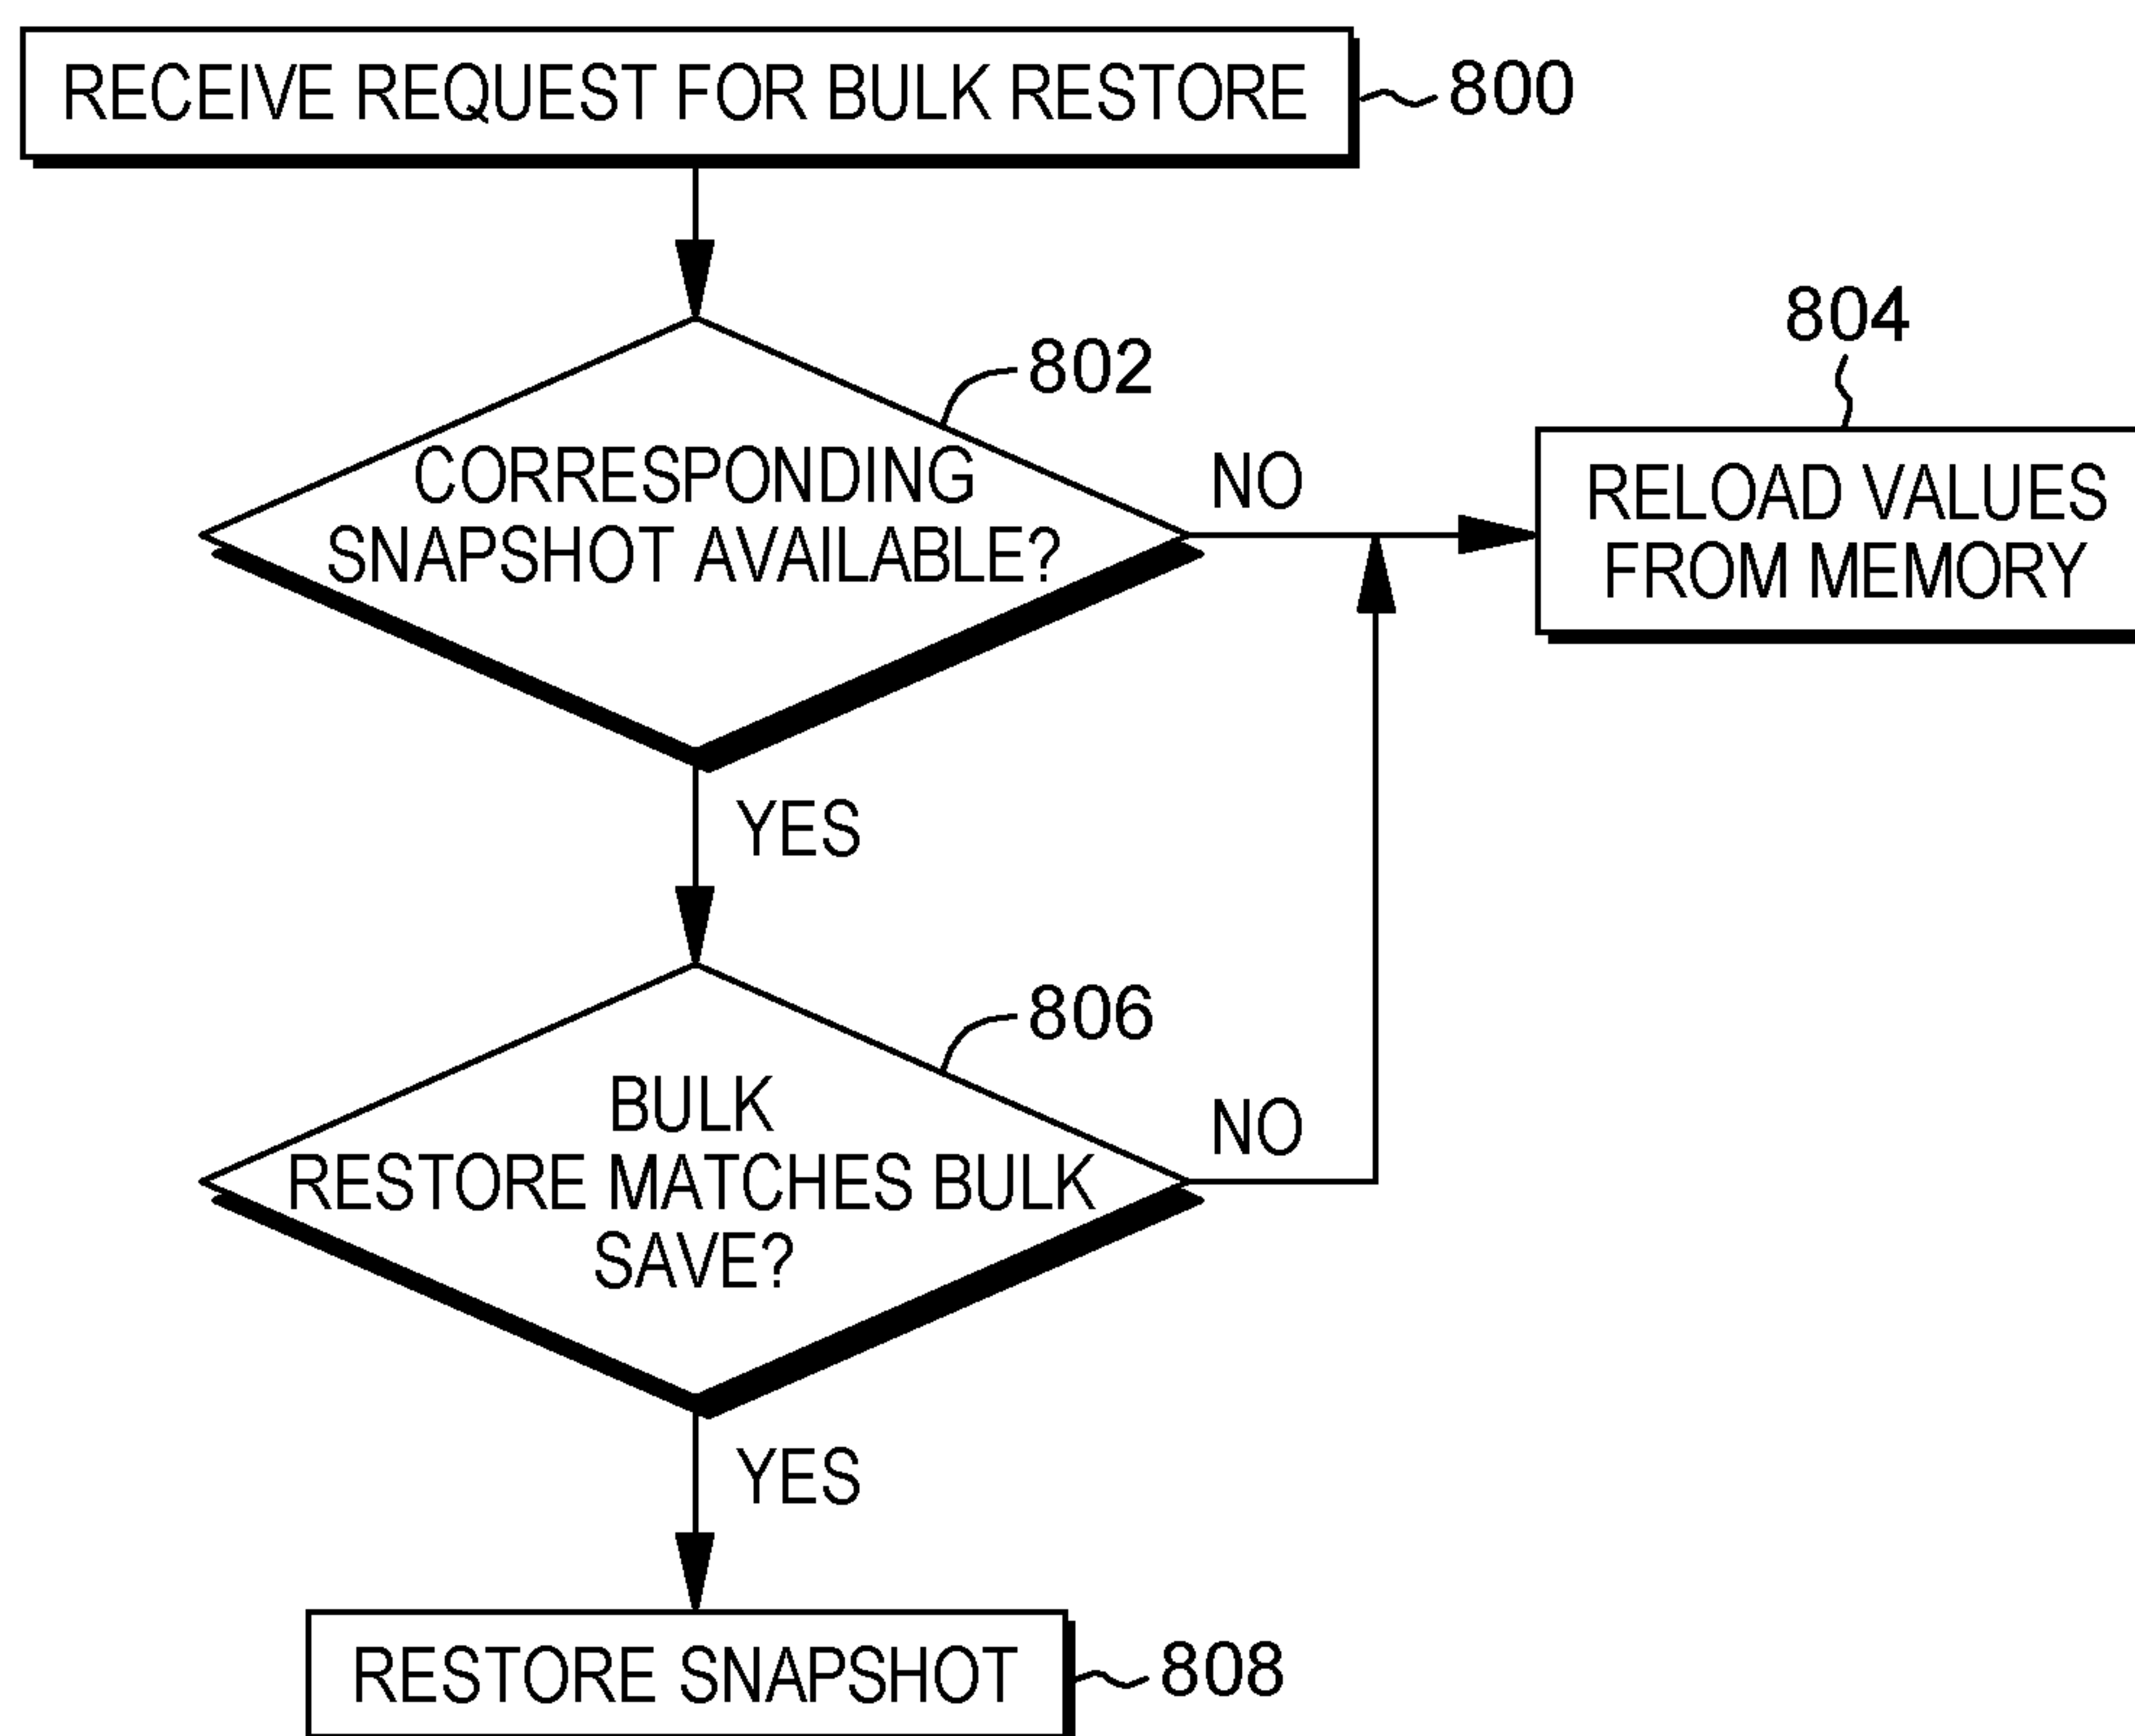 RECEIVE REQUEST FOR BULK RESTORE
800
802
CORRESPONDING
SNAPSHOT AVAILABLE?
NO
804
RELOAD VALUES
FROM MEMORY
YES
806
BULK
RESTORE MATCHES BULK
SAVE?
NO
YES
RESTORE SNAPSHOT
808